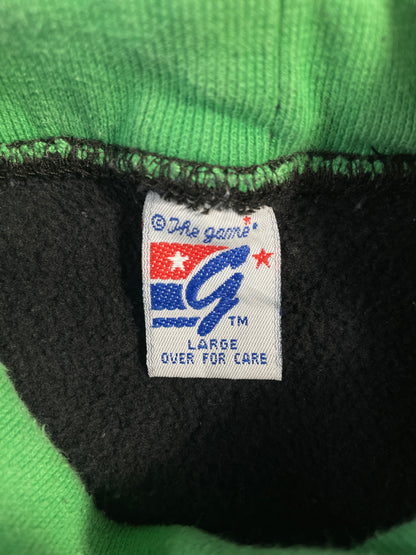 © The game
G TM
LARGE
OVER FOR CARE